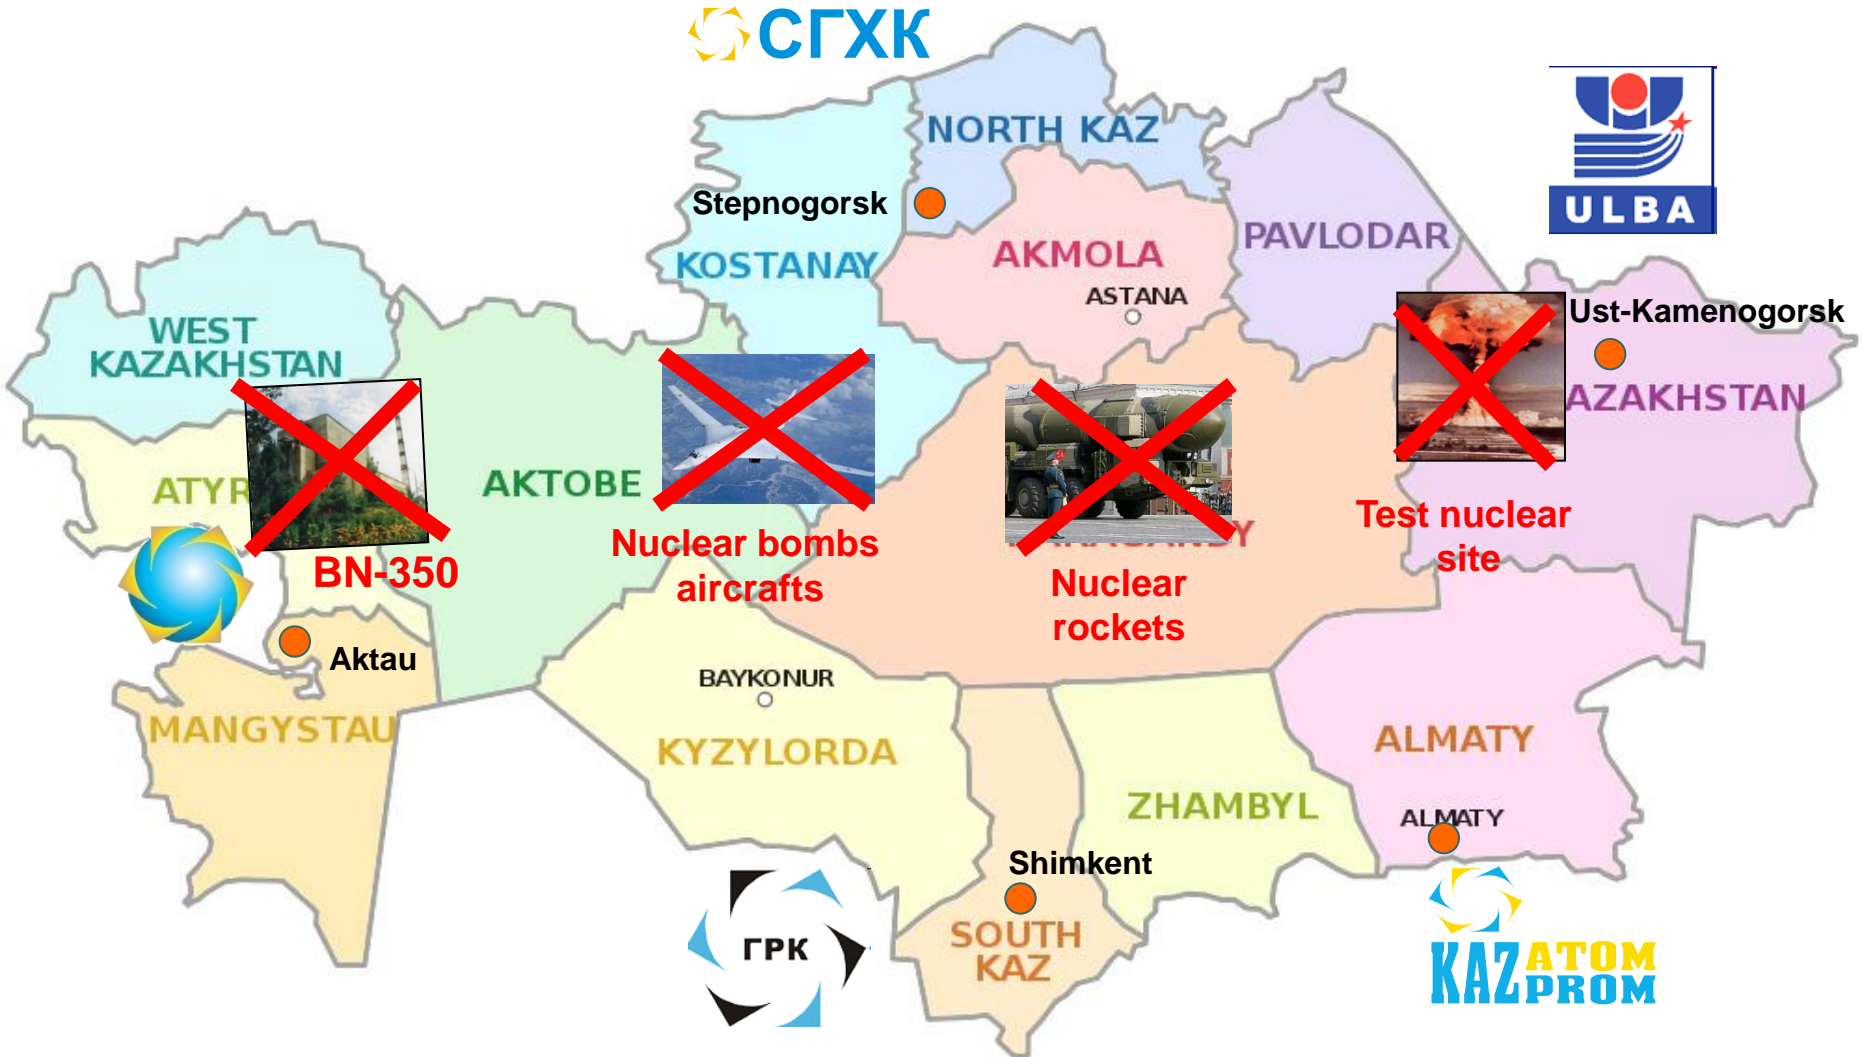 СГХК
NORTH KAZ
ULBA
Stepnogorsk
PAVLODAR
KOSTANAY
AKMOLA
ASTANA
Ust-Kamenogorsk
WEST
KAZAKHSTAN
AZAKHSTAN
ATYR
AKTOBE
Test nuclear
site
Nuclear bombs
aircrafts
BN-350
Nuclear
rockets
Aktau
BAYKONUR
MANGYSTAU
KYZYLORDA
ALMATY
ZHAMBYL
ALMATY
Shimkent
ГРК
SOUTH
KAZ
KAZATOM
PROM